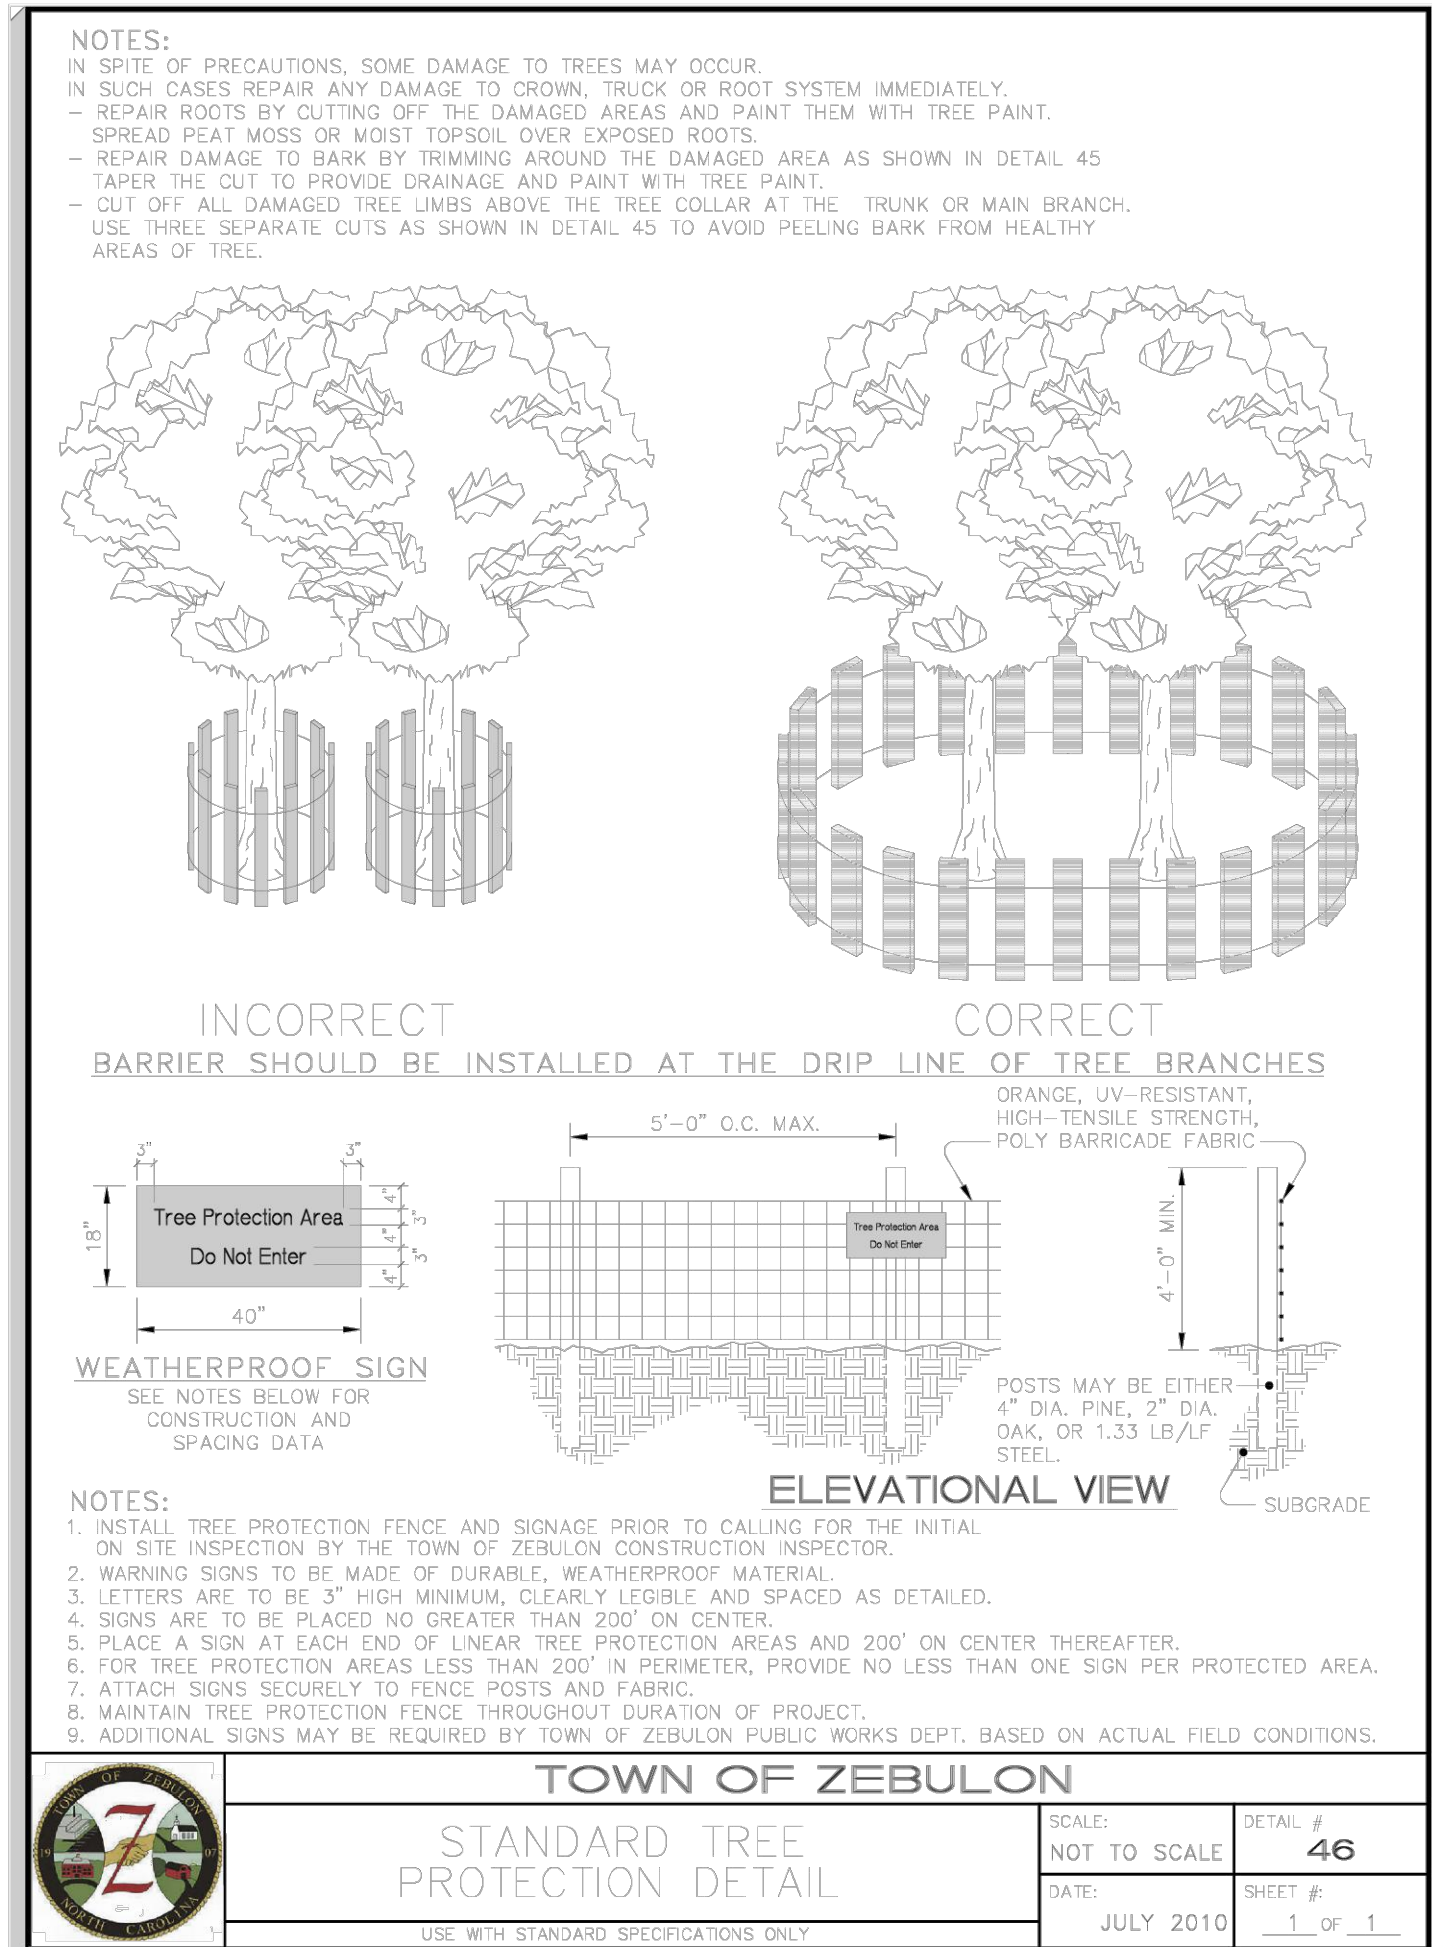 NOTES:
IN SPITE OF PRECAUTIONS, SOME DAMAGE TO TREES MAY OCCUR.
IN SUCH CASES REPAIR ANY DAMAGE TO CROWN, TRUCK OR ROOT SYSTEM IMMEDIATELY.
– REPAIR ROOTS BY CUTTING OFF THE DAMAGED AREAS AND PAINT THEM WITH TREE PAINT.
SPREAD PEAT MOSS OR MOIST TOPSOIL OVER EXPOSED ROOTS.
– REPAIR DAMAGE TO BARK BY TRIMMING AROUND THE DAMAGED AREA AS SHOWN IN DETAIL 45
TAPER THE CUT TO PROVIDE DRAINAGE AND PAINT WITH TREE PAINT.
– CUT OFF ALL DAMAGED TREE LIMBS ABOVE THE TREE COLLAR AT THE TRUNK OR MAIN BRANCH.
USE THREE SEPARATE CUTS AS SHOWN IN DETAIL 45 TO AVOID PEELING BARK FROM HEALTHY
AREAS OF TREE.
INCORRECT
CORRECT
BARRIER SHOULD BE INSTALLED AT THE DRIP LINE OF TREE BRANCHES
3"
3"
18"
Tree Protection Area
Do Not Enter
4"
3"
4"
3"
4"
40"
WEATHERPROOF SIGN
SEE NOTES BELOW FOR
CONSTRUCTION AND
SPACING DATA
5'–0" O.C. MAX.
Tree Protection Area
Do Not Enter
ORANGE, UV–RESISTANT,
HIGH–TENSILE STRENGTH,
POLY BARRICADE FABRIC
4'–0" MIN.
POSTS MAY BE EITHER
4" DIA. PINE, 2" DIA.
OAK, OR 1.33 LB/LF
STEEL.
SUBGRADE
ELEVATIONAL VIEW
NOTES:
1. INSTALL TREE PROTECTION FENCE AND SIGNAGE PRIOR TO CALLING FOR THE INITIAL
ON SITE INSPECTION BY THE TOWN OF ZEBULON CONSTRUCTION INSPECTOR.
2. WARNING SIGNS TO BE MADE OF DURABLE, WEATHERPROOF MATERIAL.
3. LETTERS ARE TO BE 3" HIGH MINIMUM, CLEARLY LEGIBLE AND SPACED AS DETAILED.
4. SIGNS ARE TO BE PLACED NO GREATER THAN 200' ON CENTER.
5. PLACE A SIGN AT EACH END OF LINEAR TREE PROTECTION AREAS AND 200' ON CENTER THEREAFTER.
6. FOR TREE PROTECTION AREAS LESS THAN 200' IN PERIMETER, PROVIDE NO LESS THAN ONE SIGN PER PROTECTED AREA.
7. ATTACH SIGNS SECURELY TO FENCE POSTS AND FABRIC.
8. MAINTAIN TREE PROTECTION FENCE THROUGHOUT DURATION OF PROJECT.
9. ADDITIONAL SIGNS MAY BE REQUIRED BY TOWN OF ZEBULON PUBLIC WORKS DEPT. BASED ON ACTUAL FIELD CONDITIONS.
TOWN OF ZEBULON
19 Z 07
NORTH CAROLINA
TOWN OF ZEBULON
STANDARD TREE
PROTECTION DETAIL
USE WITH STANDARD SPECIFICATIONS ONLY
SCALE:
NOT TO SCALE
DETAIL #
46
DATE:
JULY 2010
SHEET #:
1 OF 1